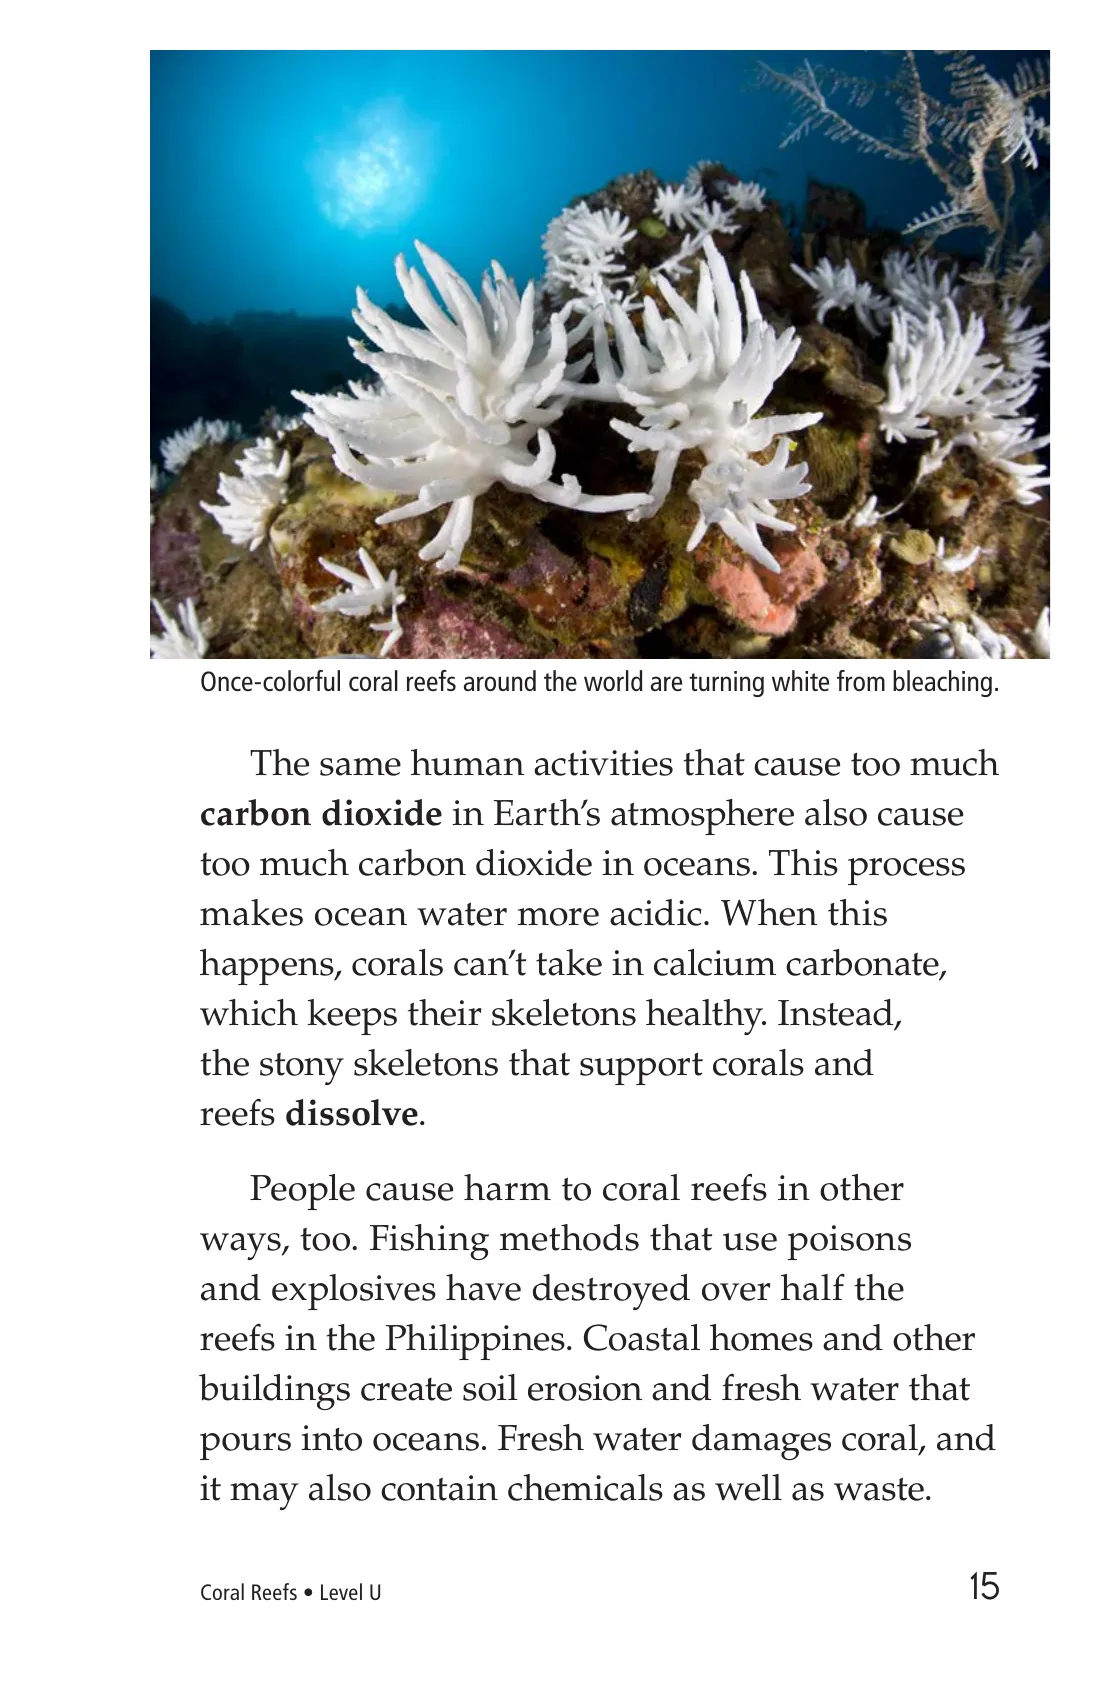 Once-colorful coral reefs around the world are turning white from bleaching.
The same human activities that cause too much
carbon dioxide in Earth’s atmosphere also cause
too much carbon dioxide in oceans. This process
makes ocean water more acidic. When this
happens, corals can’t take in calcium carbonate,
which keeps their skeletons healthy. Instead,
the stony skeletons that support corals and
reefs dissolve.
People cause harm to coral reefs in other
ways, too. Fishing methods that use poisons
and explosives have destroyed over half the
reefs in the Philippines. Coastal homes and other
buildings create soil erosion and fresh water that
pours into oceans. Fresh water damages coral, and
it may also contain chemicals as well as waste.
Coral Reefs • Level U
15